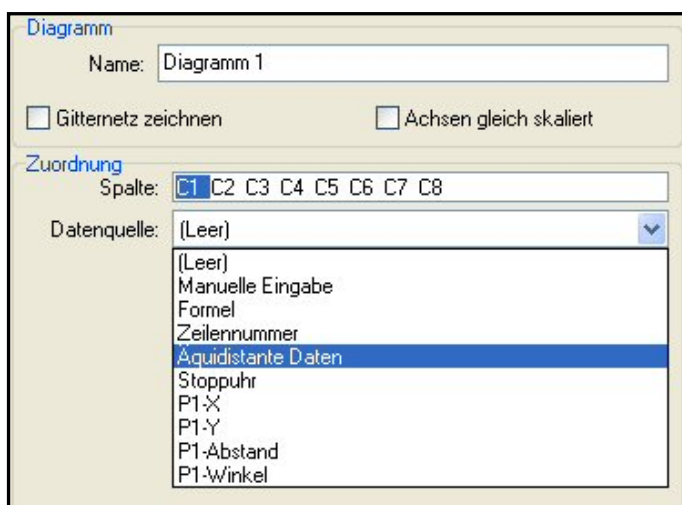 Diagramm
Name: Diagramm 1
Gitternetz zeichnen Achsen gleich skaliert
Zuordnung
Spalte: C1 C2 C3 C4 C5 C6 C7 C8
Datenquelle: (Leer)
(Leer)
Manuelle Eingabe
Formel
Zeilennummer
Äquidistante Daten
Stoppuhr
P1-X
P1-Y
P1-Abstand
P1-Winkel